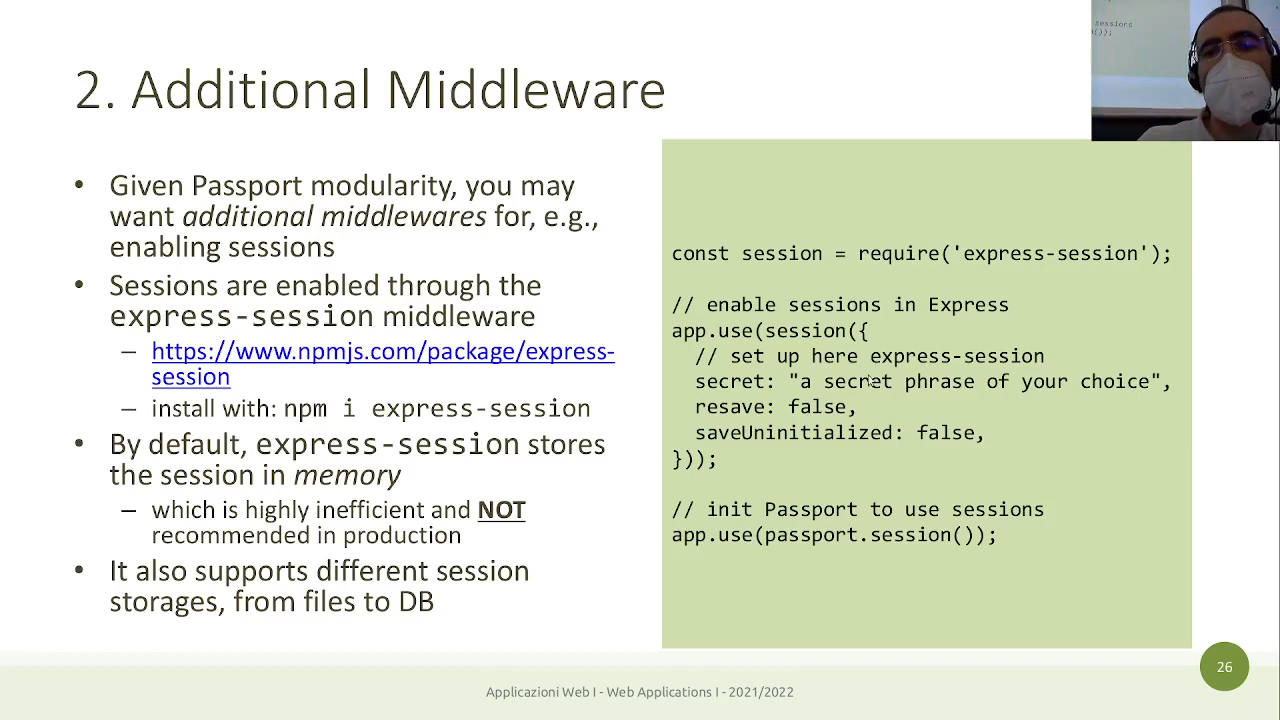 2. Additional Middleware
• Given Passport modularity, you may
want additional middlewares for, e.g.,
enabling sessions
• Sessions are enabled through the
express-session middleware
– https://www.npmjs.com/package/express-
session
– install with: npm i express-session
• By default, express-session stores
the session in memory
– which is highly inefficient and NOT
recommended in production
• It also supports different session
storages, from files to DB
const session = require('express-session');
// enable sessions in Express
app.use(session({
// set up here express-session
secret: "a secret phrase of your choice",
resave: false,
saveUninitialized: false,
}));
// init Passport to use sessions
app.use(passport.session());
sessions
());
26
Applicazioni Web I - Web Applications I - 2021/2022